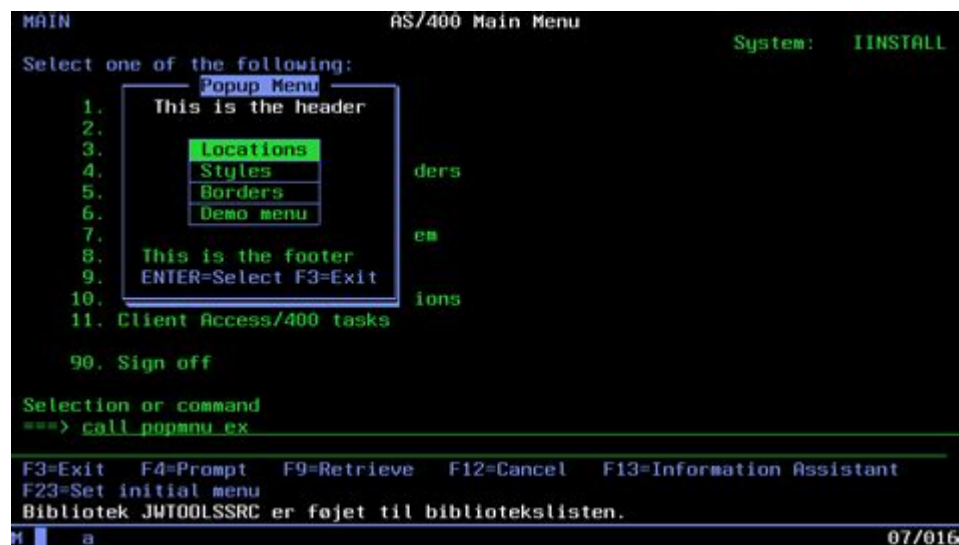 MAIN AS/400 Main Menu
System: IINSTALL
Select one of the following:
Popup Menu
1. This is the header
2.
3. Locations
4. Styles ders
5. Borders
6. Demo menu
7. em
8. This is the footer
9. ENTER=Select F3=Exit
10. ions
11. Client Access/400 tasks
90. Sign off
Selection or command
===> call popmnu ex
F3=Exit F4=Prompt F9=Retrieve F12=Cancel F13=Information Assistant
F23=Set initial menu
Bibliotek JWTOOLSSRC er føjet til bibliotekslisten.
M a 07/016